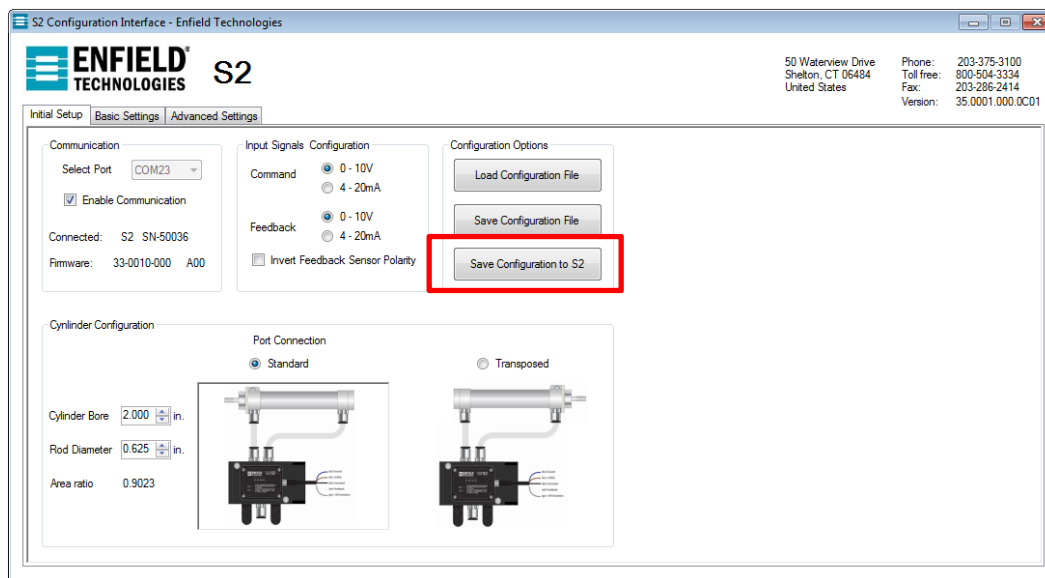 S2 Configuration Interface - Enfield Technologies
ENFIELD
TECHNOLOGIES
S2
50 Waterview Drive
Shelton, CT 06484
United States
Phone: 203-375-3100
Toll free: 800-504-3334
Fax: 203-286-2414
Version: 35.0001.000.0C01
Initial Setup Basic Settings Advanced Settings
Communication
Select Port COM23
Enable Communication
Connected: S2 SN-50036
Firmware: 33-0010-000 A00
Input Signals Configuration
Command 0 - 10V
4 - 20mA
Feedback 0 - 10V
4 - 20mA
Invert Feedback Sensor Polarity
Configuration Options
Load Configuration File
Save Configuration File
Save Configuration to S2
Cynlinder Configuration
Port Connection
Standard Transposed
Cylinder Bore 2.000 in.
Rod Diameter 0.625 in.
Area ratio 0.9023